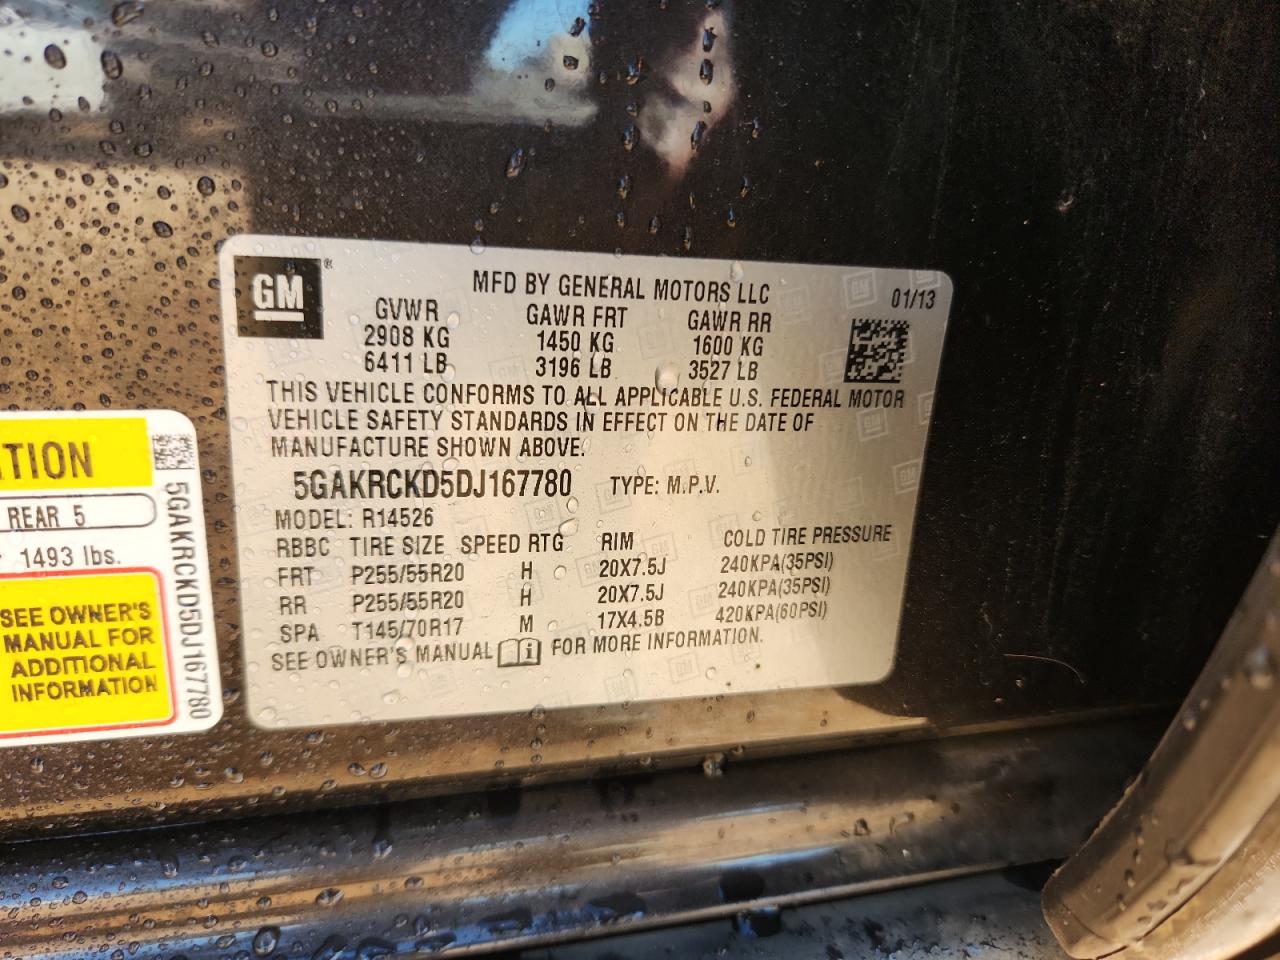 GM®
MFD BY GENERAL MOTORS LLC
01/13
GVWR GAWR FRT GAWR RR
2908 KG 1450 KG 1600 KG
6411 LB 3196 LB 3527 LB
THIS VEHICLE CONFORMS TO ALL APPLICABLE U.S. FEDERAL MOTOR
VEHICLE SAFETY STANDARDS IN EFFECT ON THE DATE OF
MANUFACTURE SHOWN ABOVE.
5GAKRCKD5DJ167780 TYPE: M.P.V.
MODEL: R14526
RBBC TIRE SIZE SPEED RTG RIM COLD TIRE PRESSURE
FRT P255/55R20 H 20X7.5J 240KPA(35PSI)
RR P255/55R20 H 20X7.5J 240KPA(35PSI)
SPA T145/70R17 M 17X4.5B 420KPA(60PSI)
SEE OWNER'S MANUAL FOR MORE INFORMATION.
TION
REAR 5
1493 lbs.
SEE OWNER'S
MANUAL FOR
ADDITIONAL
INFORMATION
5GAKRCKD5DJ167780